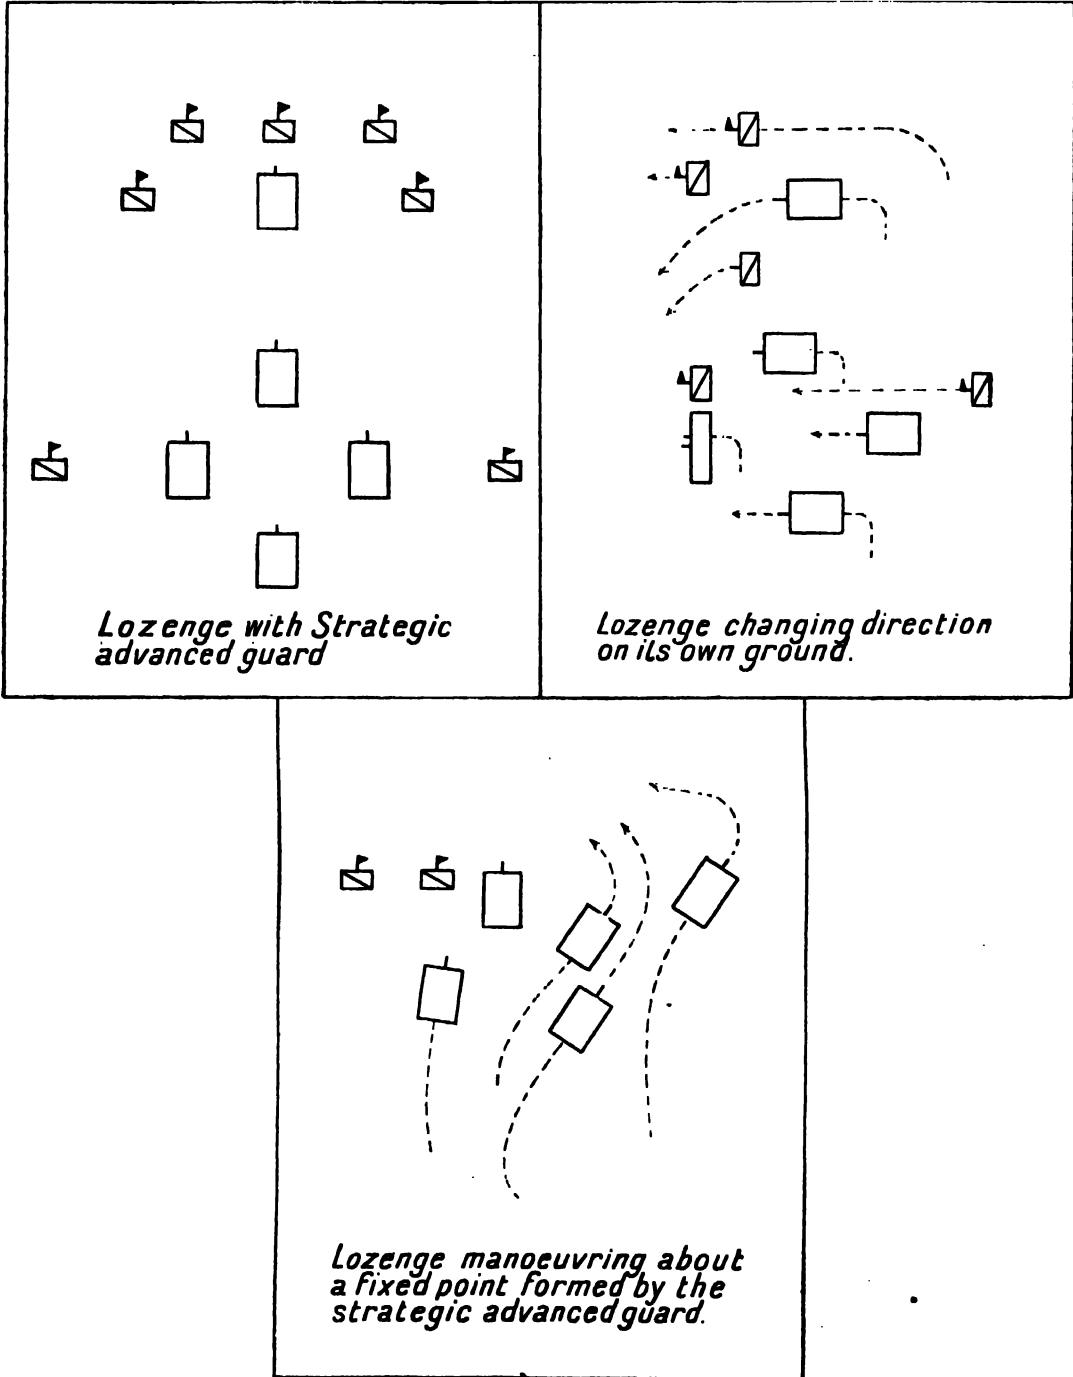 Lozenge with Strategic
advanced guard
Lozenge changing direction
on its own ground.
Lozenge manoeuvring about
a fixed point formed by the
strategic advanced guard.